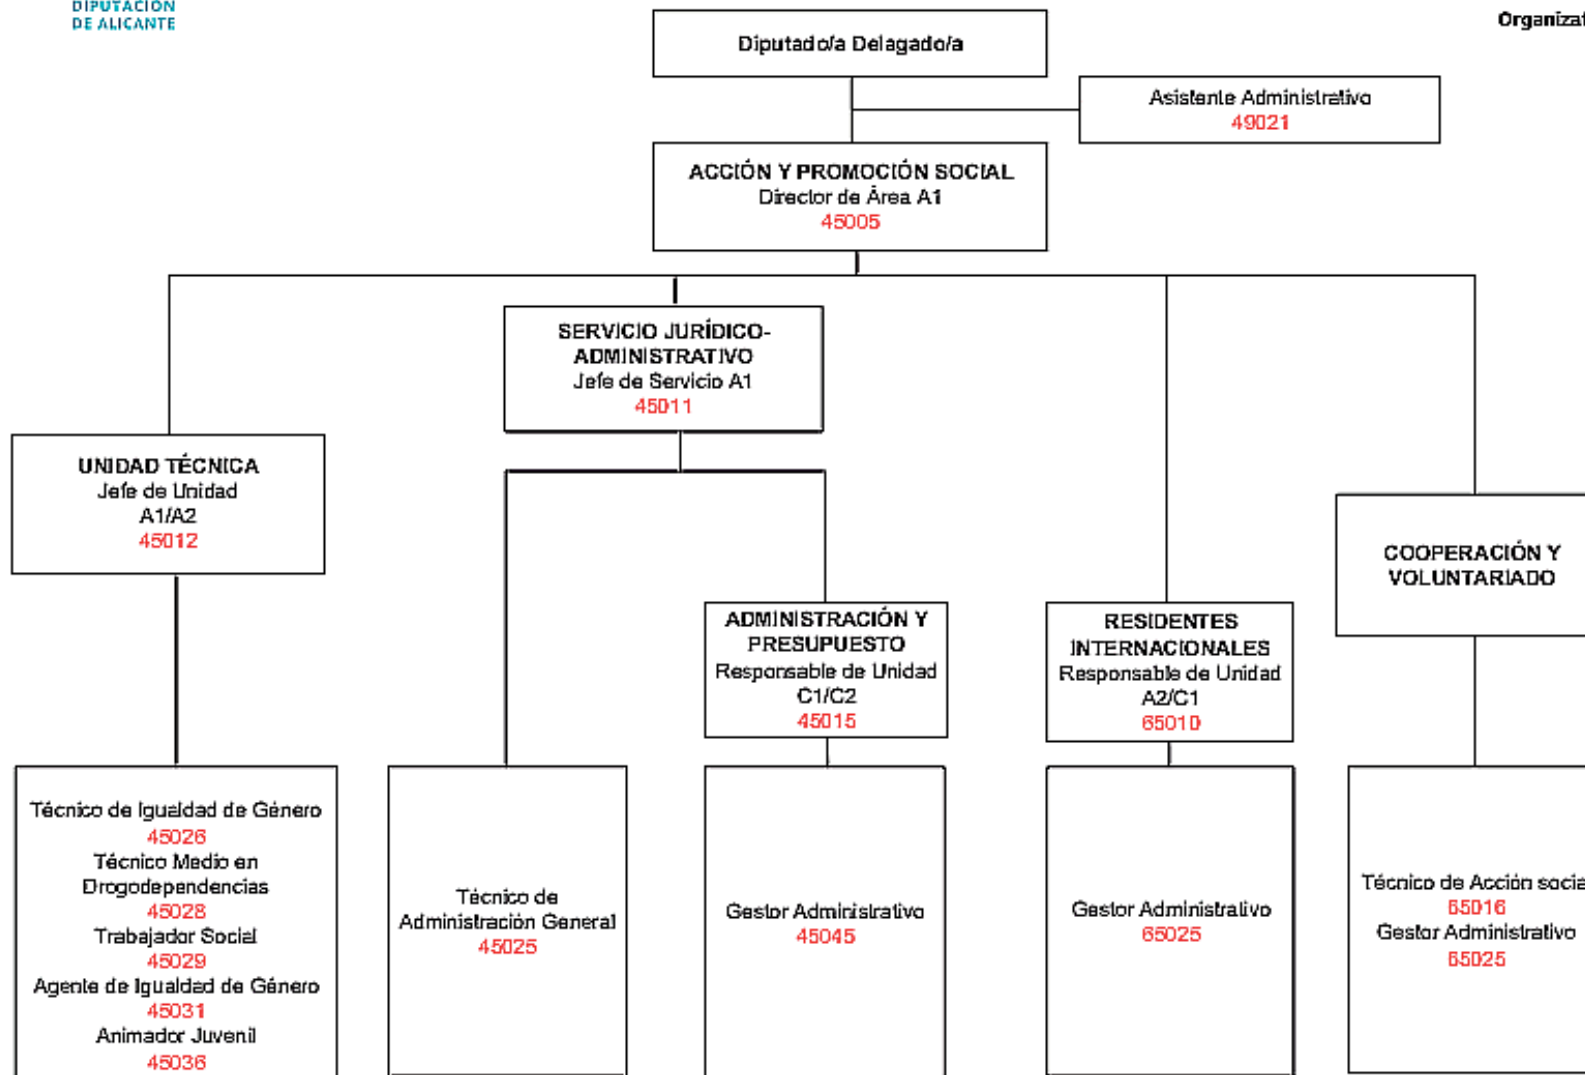 DIPUTACIÓN
DE ALICANTE
Organizat
Diputado/a Delagado/a
Asistente Administrativo
49021
ACCIÓN Y PROMOCIÓN SOCIAL
Director de Área A1
45005
SERVICIO JURÍDICO-
ADMINISTRATIVO
Jefe de Servicio A1
45011
UNIDAD TÉCNICA
Jefe de Unidad
A1/A2
45012
COOPERACIÓN Y
VOLUNTARIADO
ADMINISTRACIÓN Y
PRESUPUESTO
Responsable de Unidad
C1/C2
45015
RESIDENTES
INTERNACIONALES
Responsable de Unidad
A2/C1
65010
Técnico de Igualdad de Género
45026
Técnico Medio en
Drogodependencias
45028
Trabajador Social
45029
Agente de Igualdad de Género
45031
Animador Juvenil
45036
Técnico de
Administración General
45025
Gestor Administrativo
45045
Gestor Administrativo
65025
Técnico de Acción social
65016
Gestor Administrativo
65025